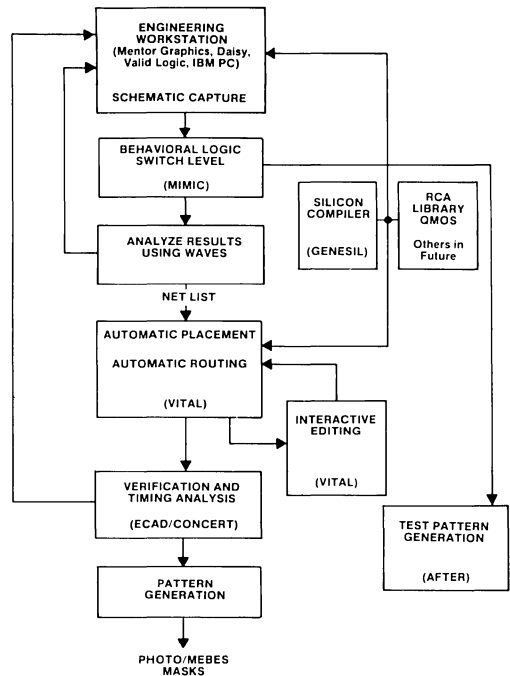 ENGINEERING
WORKSTATION
(Mentor Graphics, Daisy,
Valid Logic, IBM PC)
SCHEMATIC CAPTURE
BEHAVIORAL LOGIC
SWITCH LEVEL
(MIMIC)
SILICON
COMPILER
(GENESIL)
RCA
LIBRARY
QMOS
Others in
Future
ANALYZE RESULTS
USING WAVES
NET LIST
AUTOMATIC PLACEMENT
AUTOMATIC ROUTING
(VITAL)
INTERACTIVE
EDITING
(VITAL)
VERIFICATION AND
TIMING ANALYSIS
(ECAD/CONCERT)
TEST PATTERN
GENERATION
(AFTER)
PATTERN
GENERATION
PHOTO/MEBES
MASKS